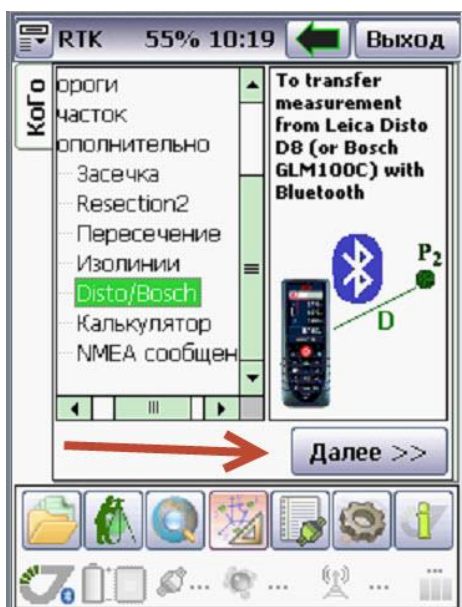 RTK 55% 10:19 Выход
КоГо
ороги
часток
ополнительно
Засечка
Resection2
Пересечение
Изолинии
Disto/Bosch
Калькулятор
NMEA сообщен
To transfer
measurement
from Leica Disto
D8 (or Bosch
GLM100C) with
Bluetooth
P2
D
Далее >>
... ... ...